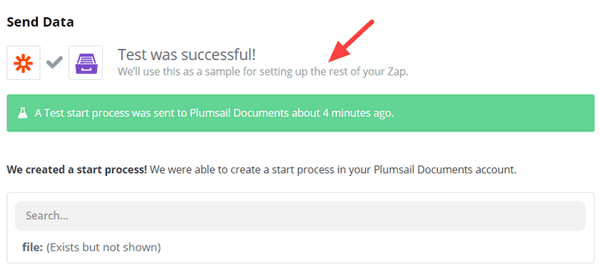 Send Data
Test was successful!
We'll use this as a sample for setting up the rest of your Zap.
A Test start process was sent to Plumsail Documents about 4 minutes ago.
We created a start process! We were able to create a start process in your Plumsail Documents account.
Search...
file: (Exists but not shown)